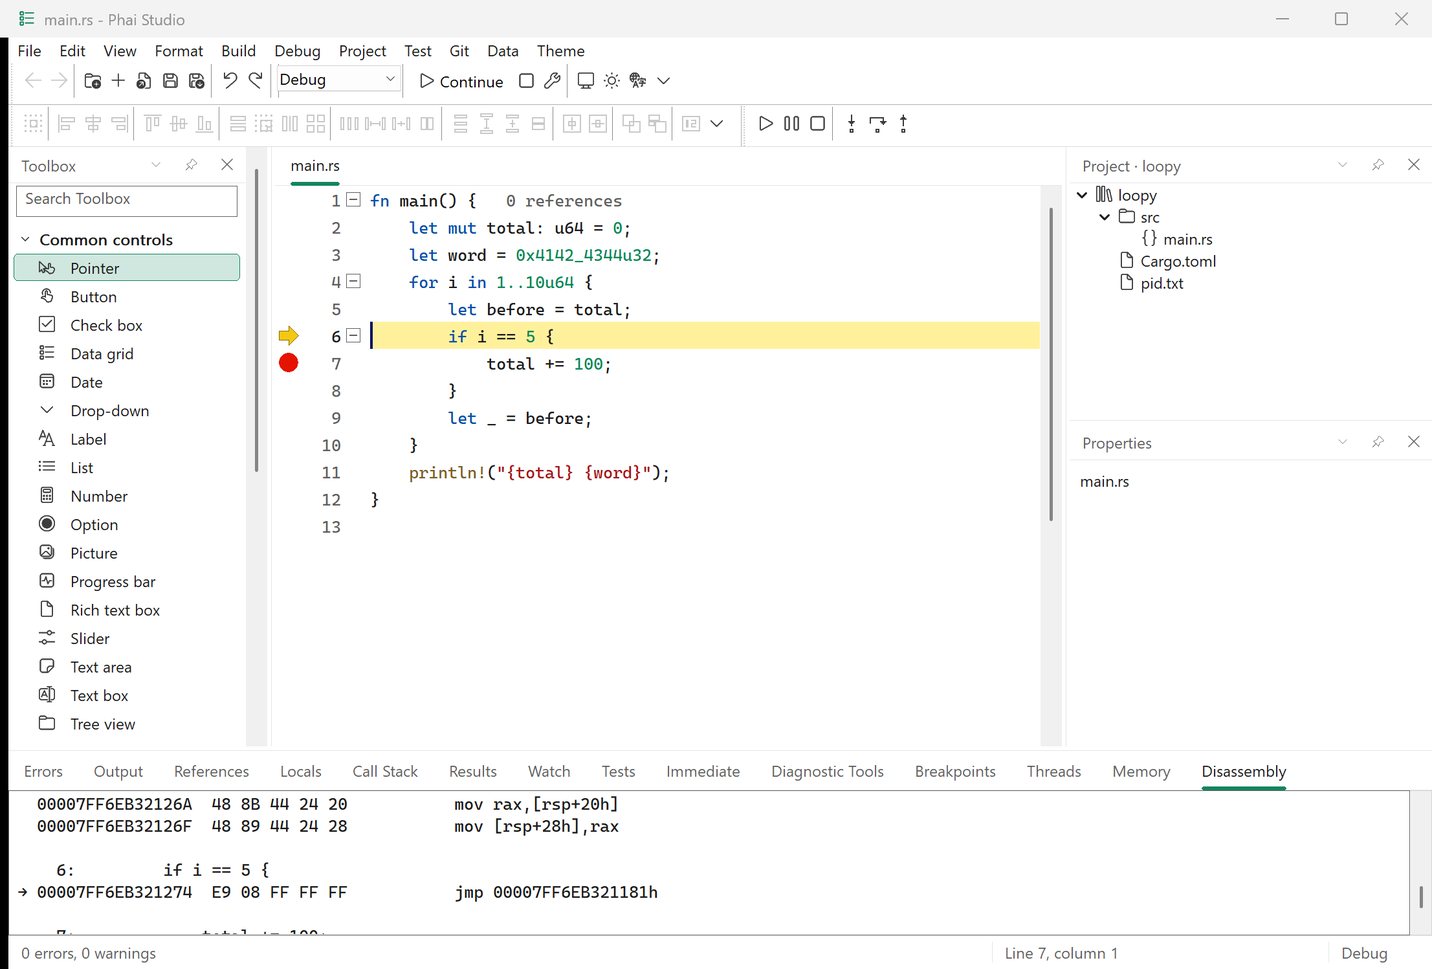 main.rs - Phai Studio
File Edit View Format Build Debug Project Test Git Data Theme
Debug Continue
Toolbox
Search Toolbox
Common controls
Pointer
Button
Check box
Data grid
Date
Drop-down
Label
List
Number
Option
Picture
Progress bar
Rich text box
Slider
Text area
Text box
Tree view
main.rs
1 fn main() { 0 references
2 let mut total: u64 = 0;
3 let word = 0x4142_4344u32;
4 for i in 1..10u64 {
5 let before = total;
6 if i == 5 {
7 total += 100;
8 }
9 let _ = before;
10 }
11 println!("{total} {word}");
12 }
13
Project · loopy
loopy
src
{} main.rs
Cargo.toml
pid.txt
Properties
main.rs
Errors Output References Locals Call Stack Results Watch Tests Immediate Diagnostic Tools Breakpoints Threads Memory Disassembly
00007FF6EB32126A 48 8B 44 24 20 mov rax,[rsp+20h]
00007FF6EB32126F 48 89 44 24 28 mov [rsp+28h],rax
6: if i == 5 {
→ 00007FF6EB321274 E9 08 FF FF FF jmp 00007FF6EB321181h
7: total += 100;
0 errors, 0 warnings Line 7, column 1 Debug